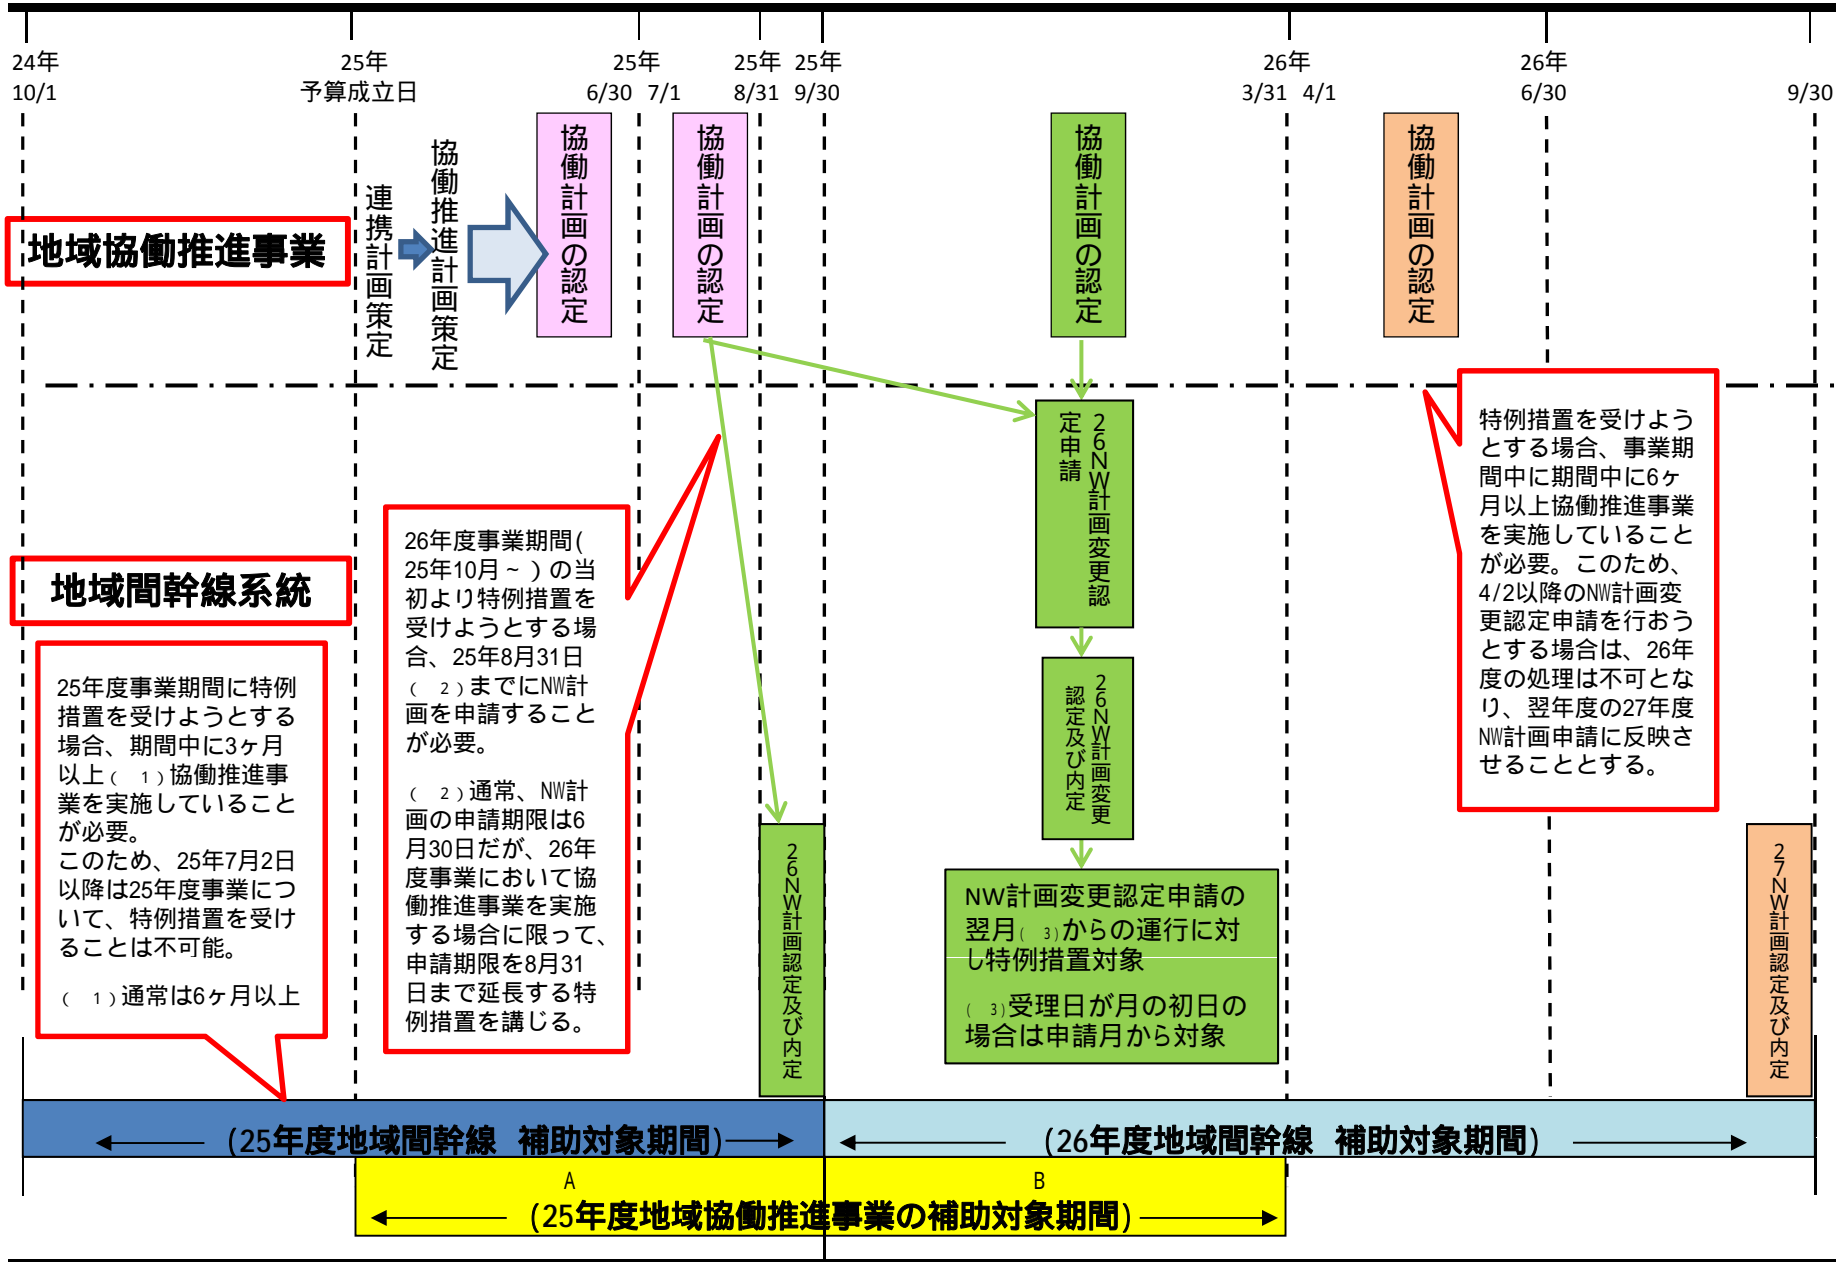 24年
10/1
25年
予算成立日
25年
6/30 7/1
25年
8/31
25年
9/30
26年
3/31 4/1
26年
6/30
9/30
地域協働推進事業
連携計画策定
協働推進計画策定
協働計画の認定
協働計画の認定
協働計画の認定
協働計画の認定
地域間幹線系統
25年度事業期間に特例
措置を受けようとする
場合、期間中に3ヶ月
以上( 1)協働推進事
業を実施していること
が必要。
このため、25年7月2日
以降は25年度事業につ
いて、特例措置を受け
ることは不可能。
( 1)通常は6ヶ月以上
26年度事業期間(
25年10月~)の当
初より特例措置を
受けようとする場
合、25年8月31日
( 2)までにNW計
画を申請すること
が必要。
( 2)通常、NW計
画の申請期限は6
月30日だが、26年
度事業において協
働推進事業を実施
する場合に限って、
申請期限を8月31
日まで延長する特
例措置を講じる。
26NW計画認定及び内定
26NW計画変更認
定申請
26NW計画変更
認定及び内定
NW計画変更認定申請の
翌月( 3)からの運行に対
し特例措置対象
( 3)受理日が月の初日の
場合は申請月から対象
特例措置を受けよう
とする場合、事業期
間中に期間中に6ヶ
月以上協働推進事業
を実施していること
が必要。このため、
4/2以降のNW計画変
更認定申請を行おう
とする場合は、26年
度の処理は不可とな
り、翌年度の27年度
NW計画申請に反映さ
せることとする。
27NW計画認定及び内定
(25年度地域間幹線 補助対象期間)
(26年度地域間幹線 補助対象期間)
A
B
(25年度地域協働推進事業の補助対象期間)